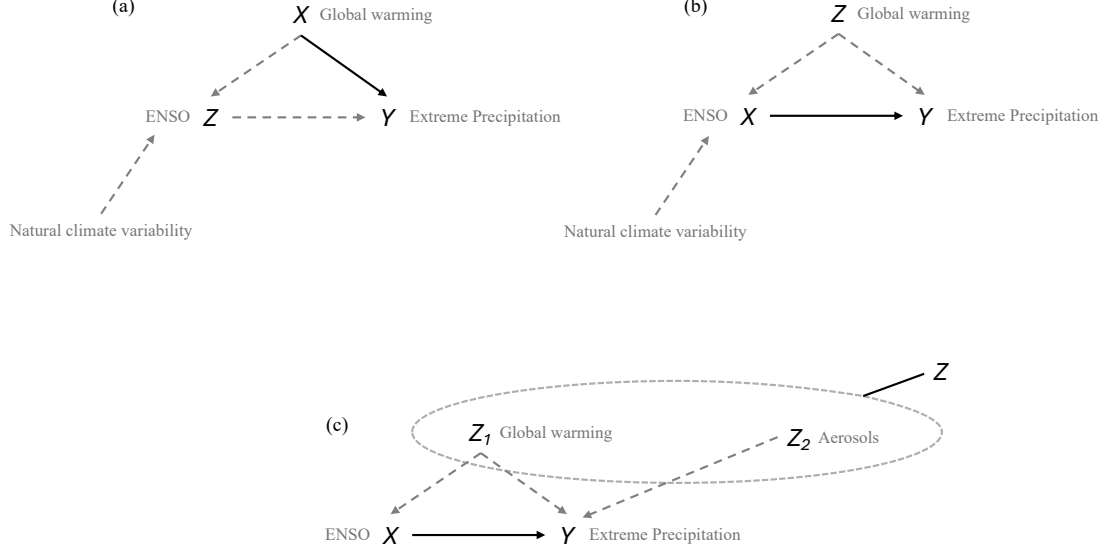 (a)
X Global warming
ENSO Z
Y Extreme Precipitation
Natural climate variability
(b)
Z Global warming
ENSO X
Y Extreme Precipitation
Natural climate variability
(c)
Z
Z1 Global warming
Z2 Aerosols
ENSO X
Y Extreme Precipitation